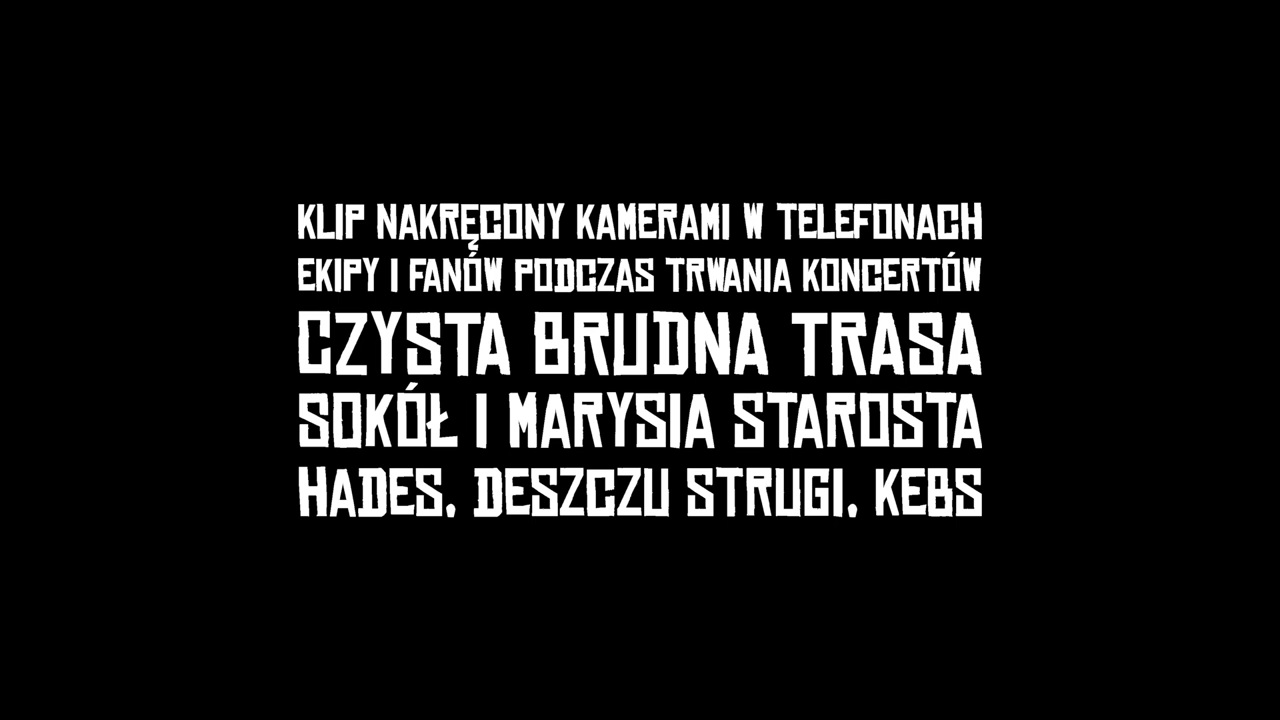 KLIP NAKRĘCONY KAMERAMI W TELEFONACH
EKIPY I FANÓW PODCZAS TRWANIA KONCERTÓW
CZYSTA BRUDNA TRASA
SOKÓŁ I MARYSIA STAROSTA
HADES, DESZCZU STRUGI, KEBS